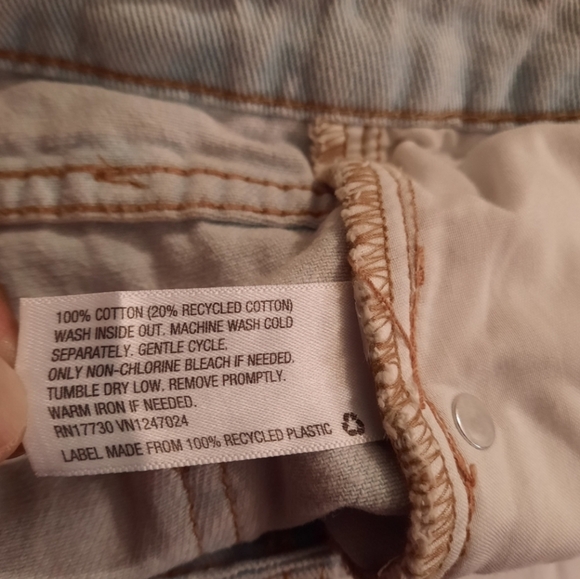 100% COTTON (20% RECYCLED COTTON)
WASH INSIDE OUT. MACHINE WASH COLD
SEPARATELY. GENTLE CYCLE.
ONLY NON-CHLORINE BLEACH IF NEEDED.
TUMBLE DRY LOW. REMOVE PROMPTLY.
WARM IRON IF NEEDED.
RN17730 VN1247024
LABEL MADE FROM 100% RECYCLED PLASTIC